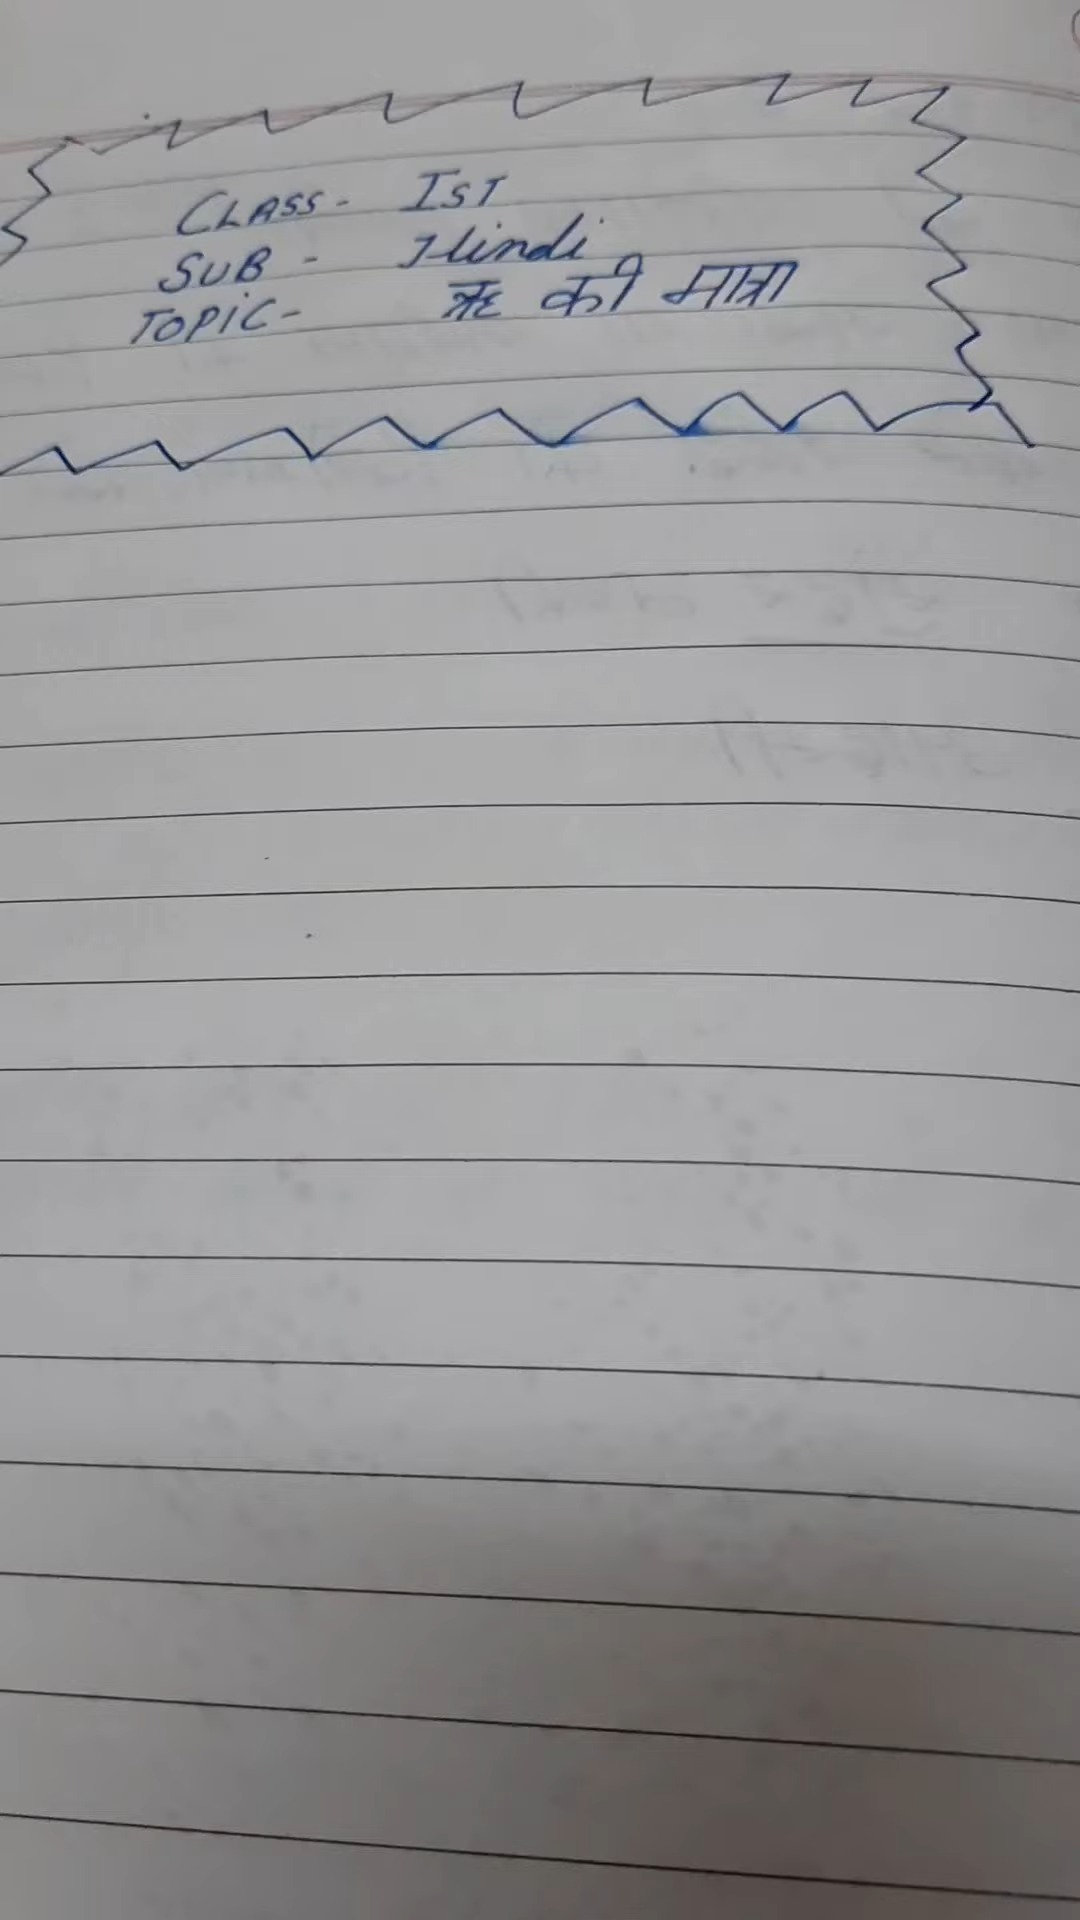 CLASS - IST
SUB - Hindi
TOPIC - ऋ की मात्रा